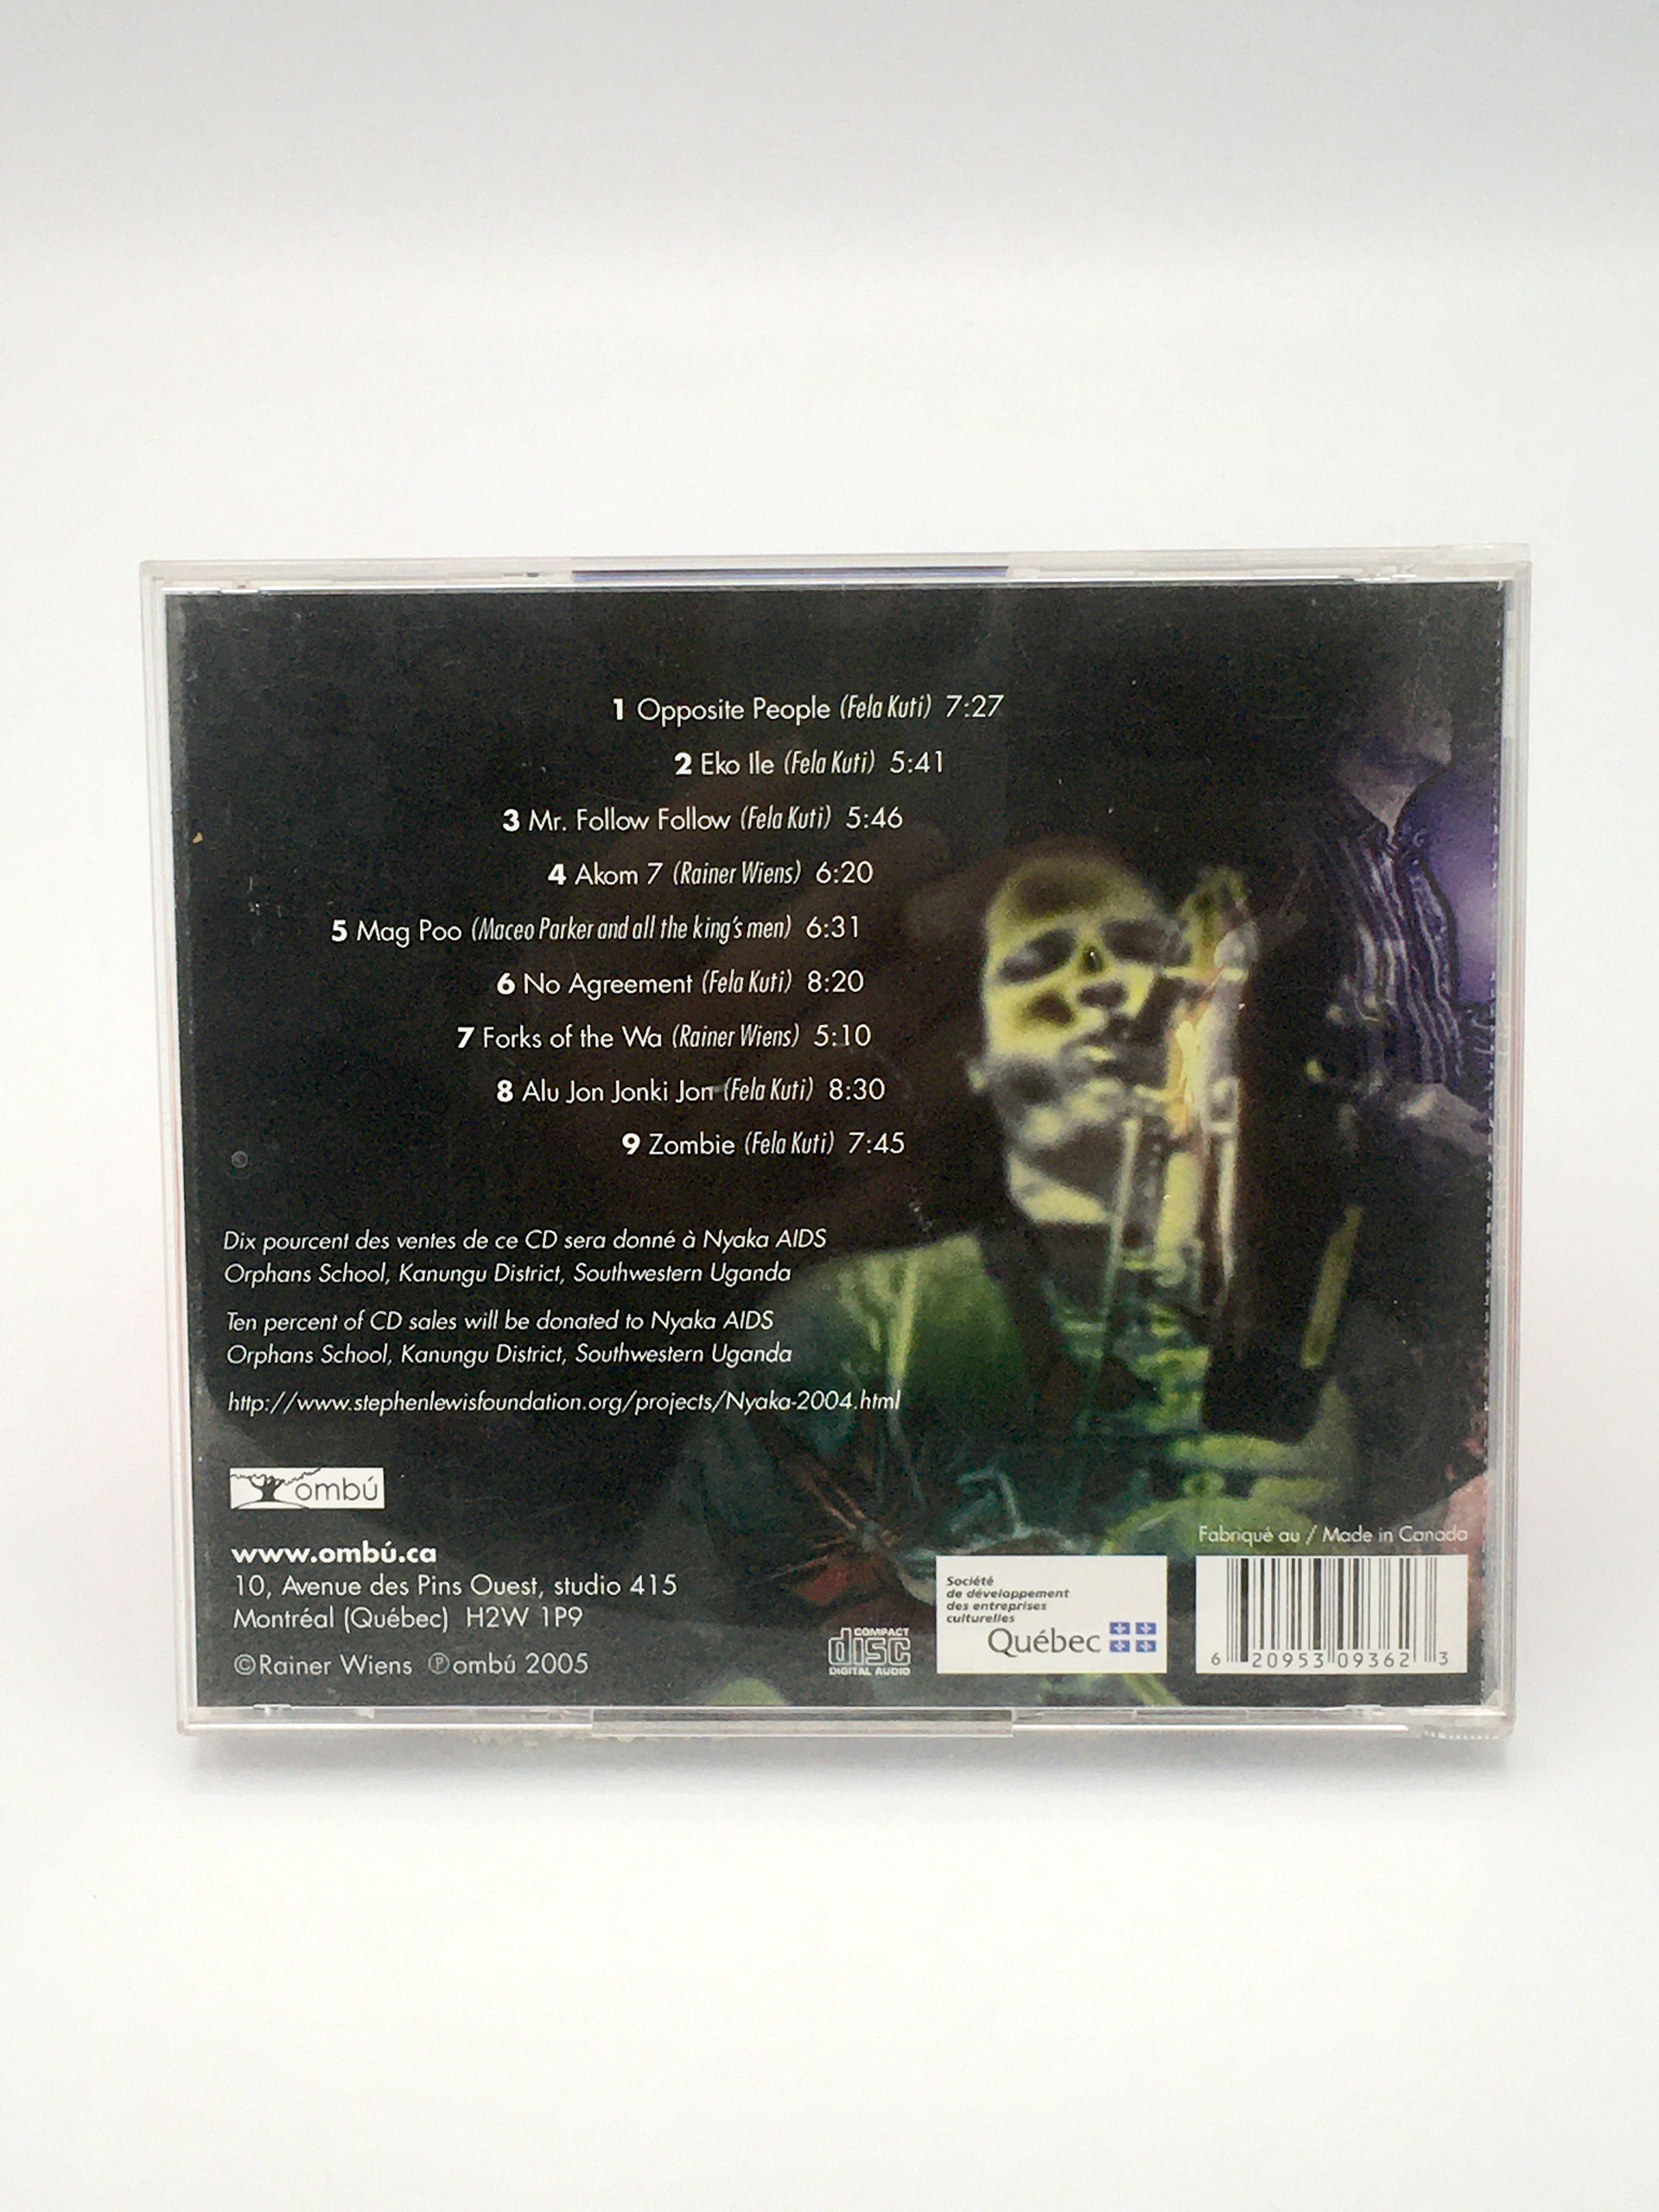 1 Opposite People (Fela Kuti) 7:27
2 Eko Ile (Fela Kuti) 5:41
3 Mr. Follow Follow (Fela Kuti) 5:46
4 Akom 7 (Rainer Wiens) 6:20
5 Mag Poo (Maceo Parker and all the king's men) 6:31
6 No Agreement (Fela Kuti) 8:20
7 Forks of the Wa (Rainer Wiens) 5:10
8 Alu Jon Jonki Jon (Fela Kuti) 8:30
9 Zombie (Fela Kuti) 7:45
Dix pourcent des ventes de ce CD sera donné à Nyaka AIDS
Orphans School, Kanungu District, Southwestern Uganda
Ten percent of CD sales will be donated to Nyaka AIDS
Orphans School, Kanungu District, Southwestern Uganda
http://www.stephenlewisfoundation.org/projects/Nyaka-2004.html
ombú
www.ombú.ca
10, Avenue des Pins Ouest, studio 415
Montréal (Québec) H2W 1P9
©Rainer Wiens ℗ombú 2005
COMPACT
disc
DIGITAL AUDIO
Société
de développement
des entreprises
culturelles
Québec
Fabriqué au / Made in Canada
6 20953 09362 3